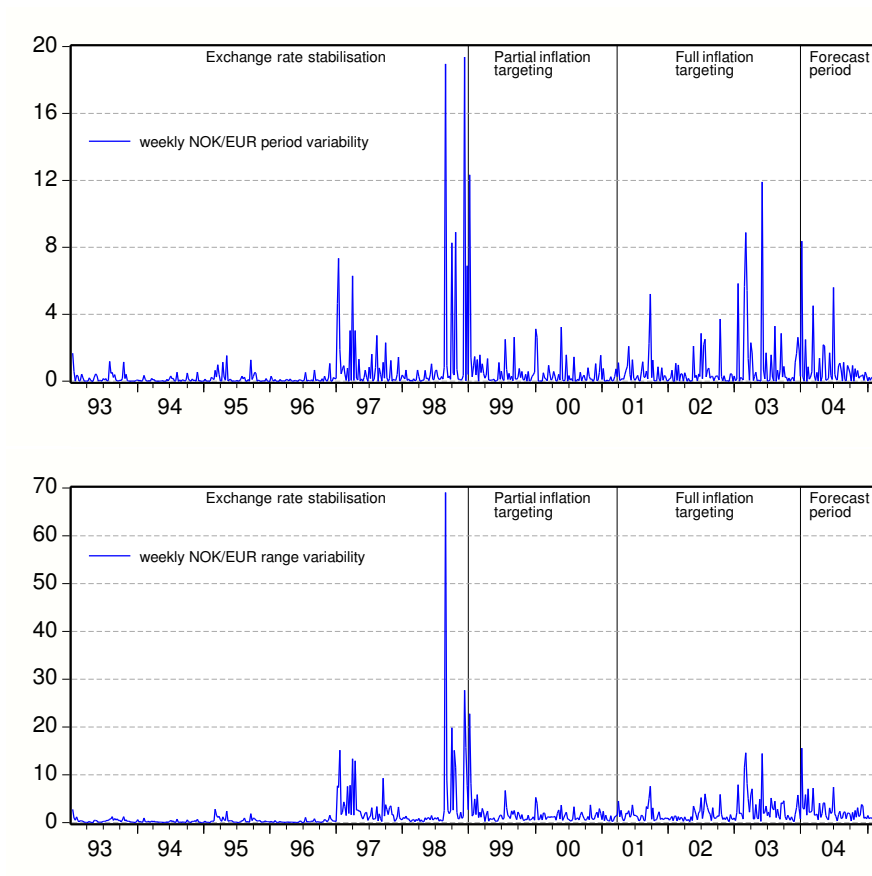 20
Exchange rate stabilisation
Partial inflation
targeting
Full inflation
targeting
Forecast
period
16
weekly NOK/EUR period variability
12
8
4
0
93 94 95 96 97 98 99 00 01 02 03 04
70
Exchange rate stabilisation
Partial inflation
targeting
Full inflation
targeting
Forecast
period
60
weekly NOK/EUR range variability
50
40
30
20
10
0
93 94 95 96 97 98 99 00 01 02 03 04